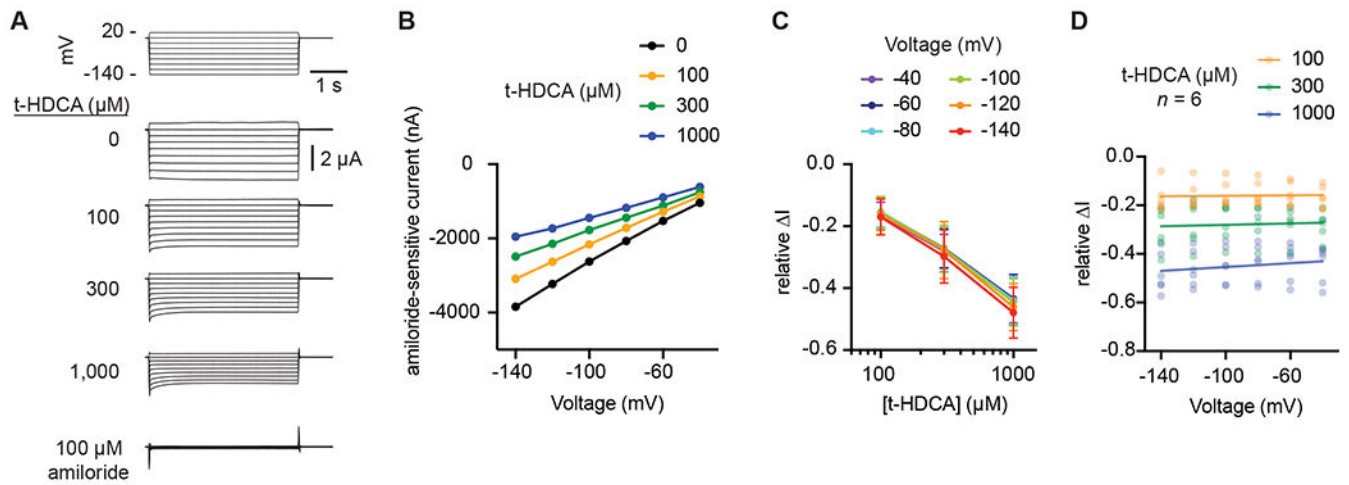 A
20 -
mV
-140 -
1 s
t-HDCA (µM)
0
2 µA
100
300
1,000
100 µM
amiloride
B
t-HDCA (µM)
0
100
300
1000
amiloride-sensitive current (nA)
0
-2000
-4000
-140
-100
-60
Voltage (mV)
C
Voltage (mV)
-40
-100
-60
-120
-80
-140
relative ΔI
0.0
-0.2
-0.4
-0.6
100
1000
[t-HDCA] (µM)
D
t-HDCA (µM)
n = 6
100
300
1000
relative ΔI
0.0
-0.2
-0.4
-0.6
-0.8
-140
-100
-60
Voltage (mV)